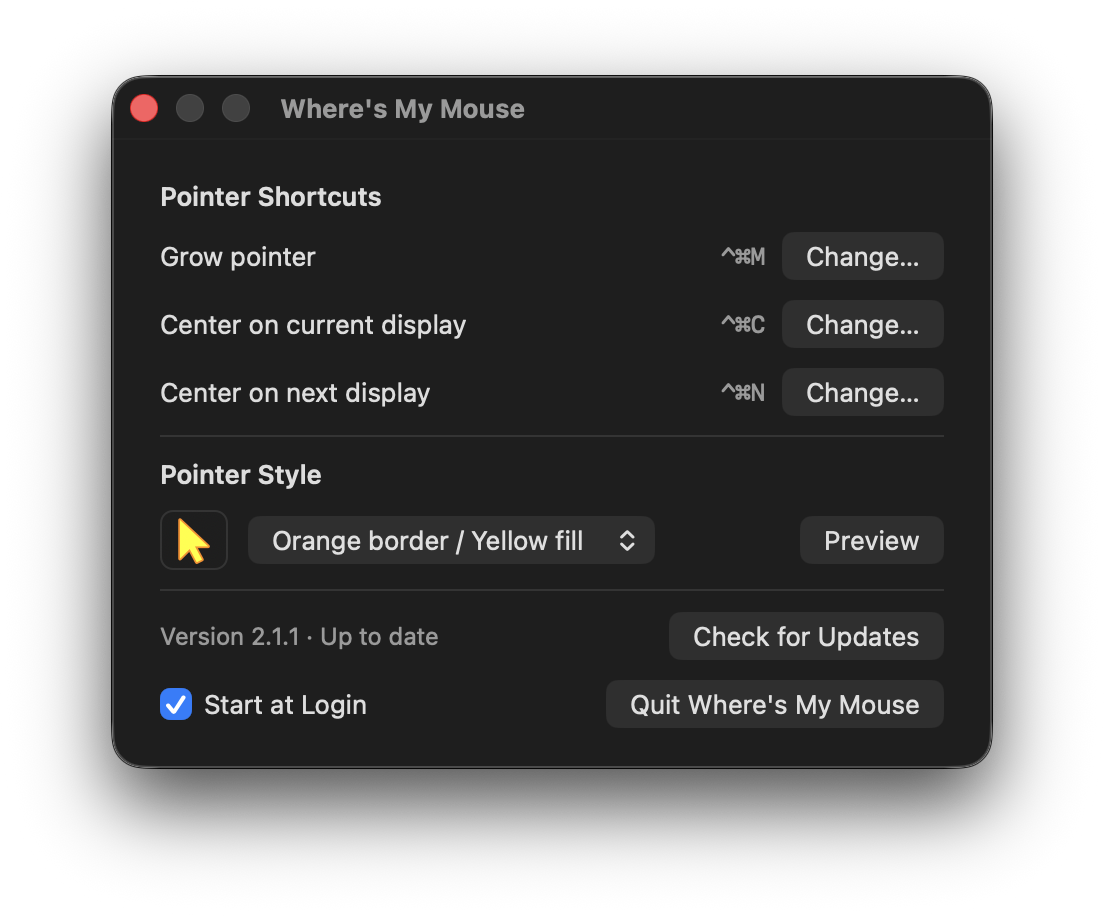 Where's My Mouse
Pointer Shortcuts
Grow pointer ^⌘M Change...
Center on current display ^⌘C Change...
Center on next display ^⌘N Change...
Pointer Style
Orange border / Yellow fill Preview
Version 2.1.1 · Up to date Check for Updates
Start at Login Quit Where's My Mouse